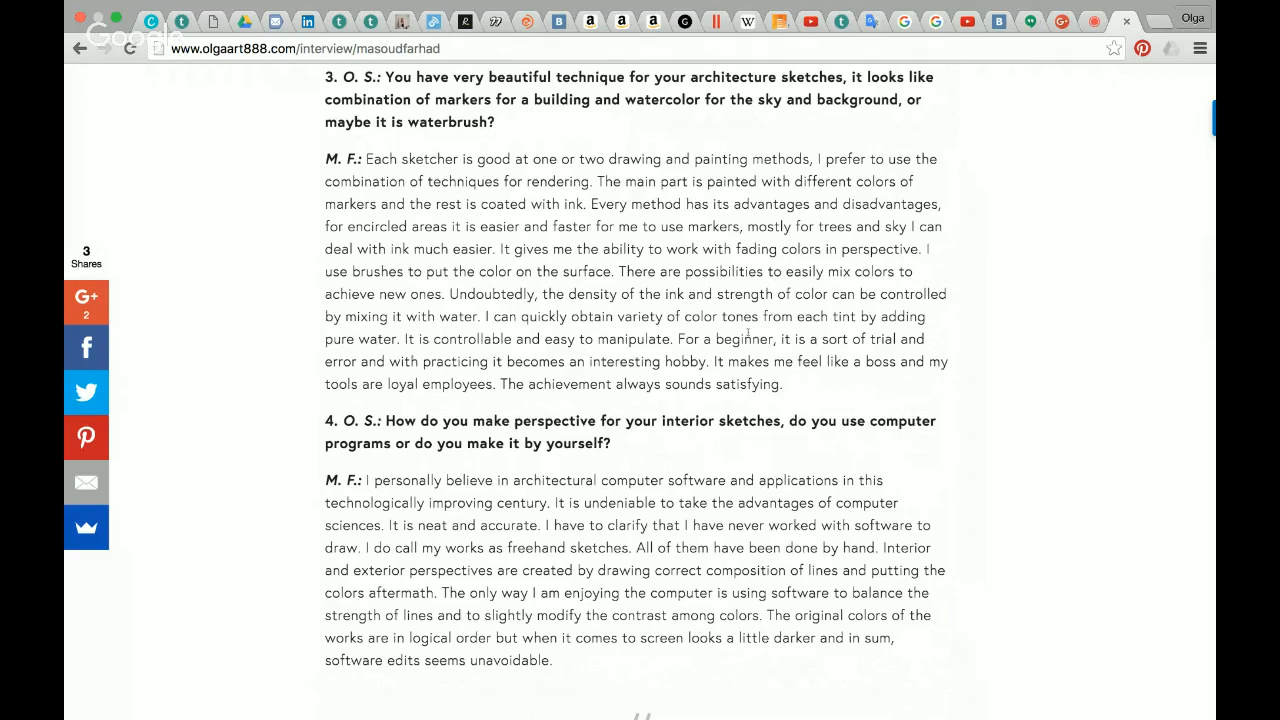 Olga
Google
www.olgaart888.com/interview/masoudfarhad
3. O. S.: You have very beautiful technique for your architecture sketches, it looks like
combination of markers for a building and watercolor for the sky and background, or
maybe it is waterbrush?
M. F.: Each sketcher is good at one or two drawing and painting methods, I prefer to use the
combination of techniques for rendering. The main part is painted with different colors of
markers and the rest is coated with ink. Every method has its advantages and disadvantages,
for encircled areas it is easier and faster for me to use markers, mostly for trees and sky I can
deal with ink much easier. It gives me the ability to work with fading colors in perspective. I
use brushes to put the color on the surface. There are possibilities to easily mix colors to
achieve new ones. Undoubtedly, the density of the ink and strength of color can be controlled
by mixing it with water. I can quickly obtain variety of color tones from each tint by adding
pure water. It is controllable and easy to manipulate. For a beginner, it is a sort of trial and
error and with practicing it becomes an interesting hobby. It makes me feel like a boss and my
tools are loyal employees. The achievement always sounds satisfying.
3
Shares
G+
2
4. O. S.: How do you make perspective for your interior sketches, do you use computer
programs or do you make it by yourself?
M. F.: I personally believe in architectural computer software and applications in this
technologically improving century. It is undeniable to take the advantages of computer
sciences. It is neat and accurate. I have to clarify that I have never worked with software to
draw. I do call my works as freehand sketches. All of them have been done by hand. Interior
and exterior perspectives are created by drawing correct composition of lines and putting the
colors aftermath. The only way I am enjoying the computer is using software to balance the
strength of lines and to slightly modify the contrast among colors. The original colors of the
works are in logical order but when it comes to screen looks a little darker and in sum,
software edits seems unavoidable.